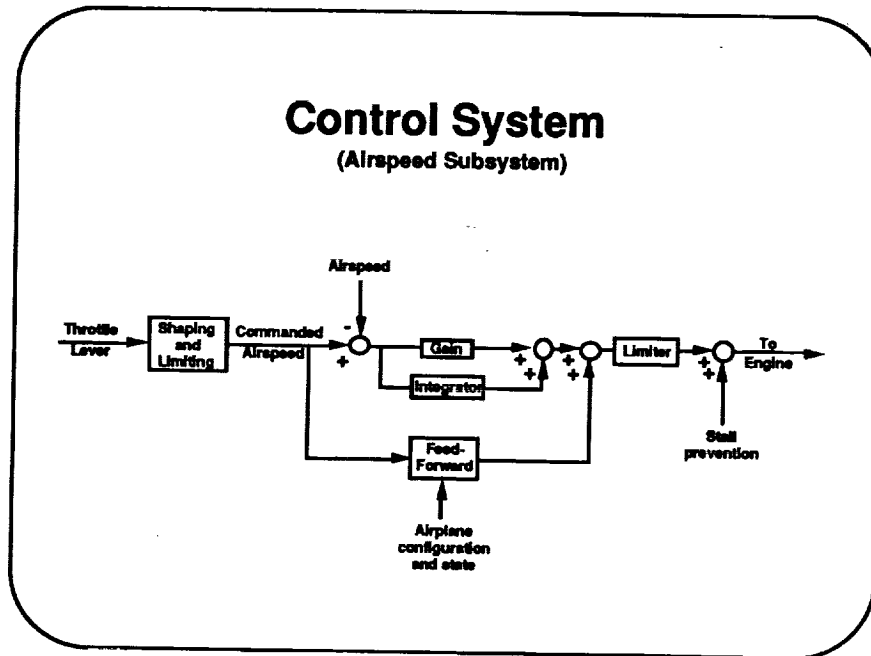 Control System
(Airspeed Subsystem)
Airspeed
-
Throttle
Lever
Shaping
and
Limiting
Commanded
Airspeed
+
Gain
Integrator
+
+
+
+
Limiter
+
+
To
Engine
Feed-
Forward
Stall
prevention
Airplane
configuration
and state